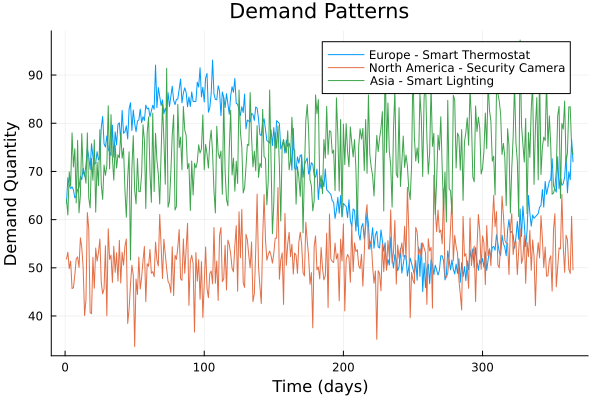 Demand Patterns
Europe - Smart Thermostat
North America - Security Camera
Asia - Smart Lighting
Demand Quantity
90
80
70
60
50
40
0
100
200
300
Time (days)